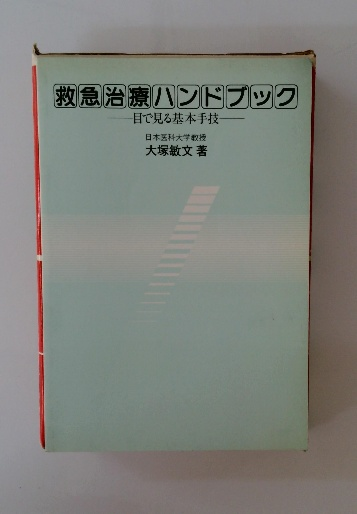 救急治療ハンドブック
―目で見る基本手技―
日本医科大学教授
大塚敏文 著